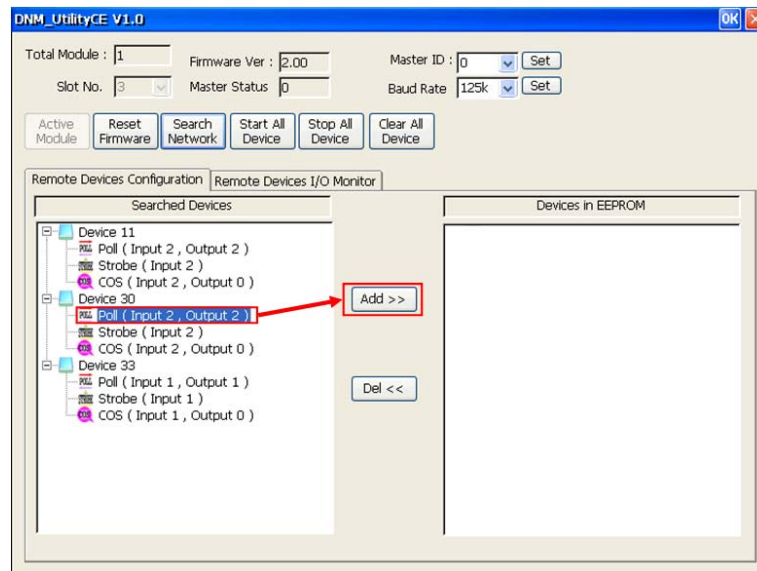 DNM_UtilityCE V1.0 OK X
Total Module : 1 Firmware Ver : 2.00 Master ID : 0 Set
Slot No. 3 Master Status 0 Baud Rate 125k Set
Active Module Reset Firmware Search Network Start All Device Stop All Device Clear All Device
Remote Devices Configuration Remote Devices I/O Monitor
Searched Devices Devices in EEPROM
Device 11
POLL Poll ( Input 2 , Output 2 )
Strobe ( Input 2 )
COS COS ( Input 2 , Output 0 )
Device 30
POLL Poll ( Input 2 , Output 2 ) Add >>
Strobe ( Input 2 )
COS COS ( Input 2 , Output 0 )
Device 33
POLL Poll ( Input 1 , Output 1 )
Strobe ( Input 1 ) Del <<
COS COS ( Input 1 , Output 0 )